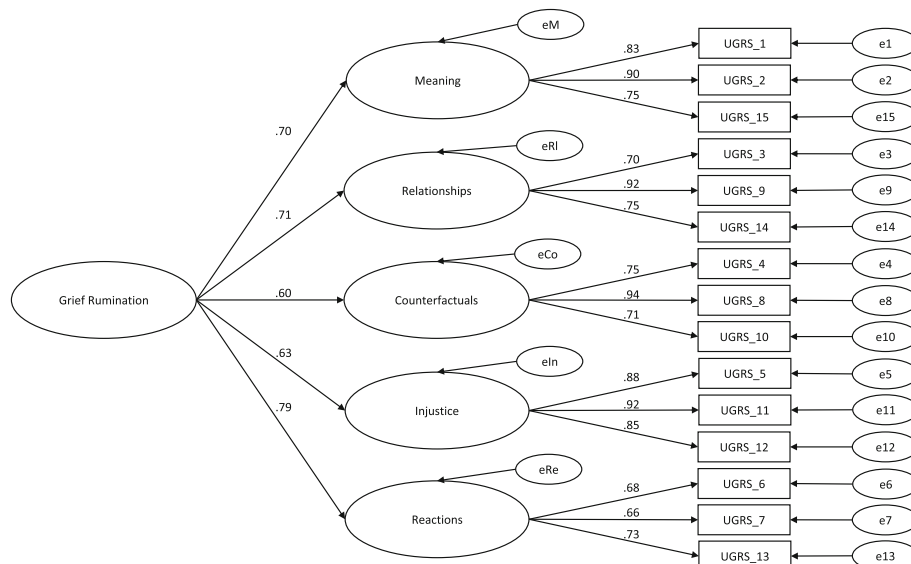 eM
.83
UGRS_1
e1
Meaning
.90
UGRS_2
e2
.75
UGRS_15
e15
.70
eRl
.70
UGRS_3
e3
Relationships
.92
UGRS_9
e9
.71
.75
UGRS_14
e14
eCo
.75
UGRS_4
e4
Grief Rumination
.60
Counterfactuals
.94
UGRS_8
e8
.71
UGRS_10
e10
.63
eIn
.88
UGRS_5
e5
Injustice
.92
UGRS_11
e11
.79
.85
UGRS_12
e12
eRe
.68
UGRS_6
e6
Reactions
.66
UGRS_7
e7
.73
UGRS_13
e13